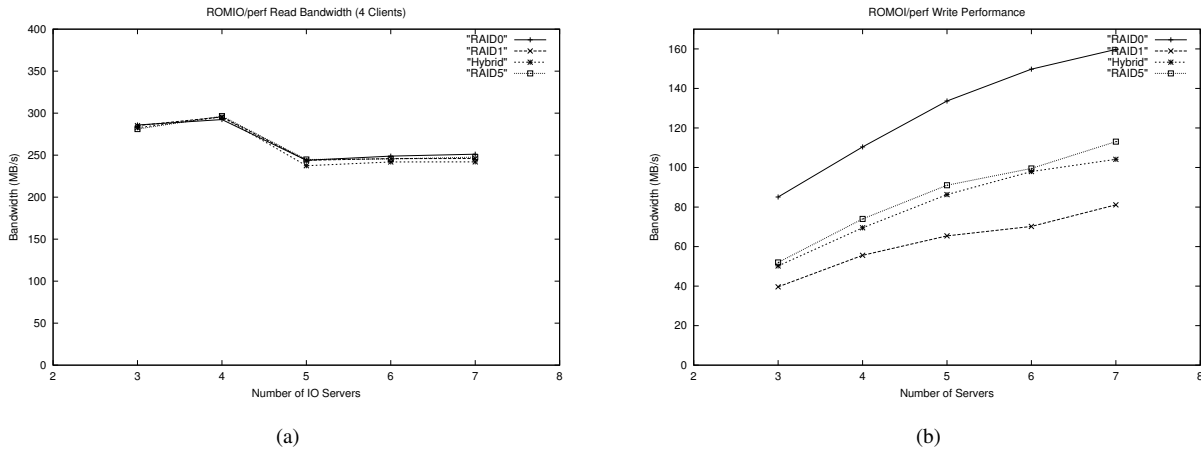 ROMIO/perf Read Bandwidth (4 Clients)
400
350
300
250
200
150
100
50
0
Bandwidth (MB/s)
"RAID0"
"RAID1"
"Hybrid"
"RAID5"
2 3 4 5 6 7 8
Number of IO Servers
(a)
ROMOI/perf Write Performance
160
140
120
100
80
60
40
20
0
Bandwidth (MB/s)
"RAID0"
"RAID1"
"Hybrid"
"RAID5"
2 3 4 5 6 7 8
Number of Servers
(b)